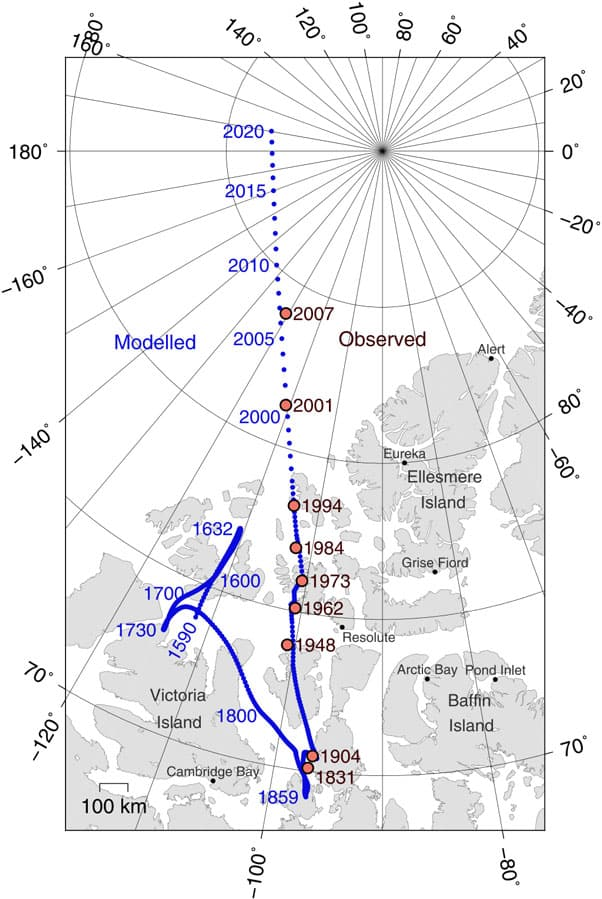 180°
160°
140°
120°
100°
80°
60°
40°
20°
180°
0°
2020
2015
−20°
2010
−160°
2007
−40°
Modelled
2005
Observed
Alert
2001
2000
80°
−140°
−60°
Eureka
Ellesmere
Island
1994
1632
1984
Grise Fiord
1600
1973
1700
1962
1730
1590
Resolute
1948
70°
Arctic Bay
Pond Inlet
Victoria
Island
Baffin
Island
−120°
1800
1904
70°
Cambridge Bay
1831
1859
100 km
−100°
−80°